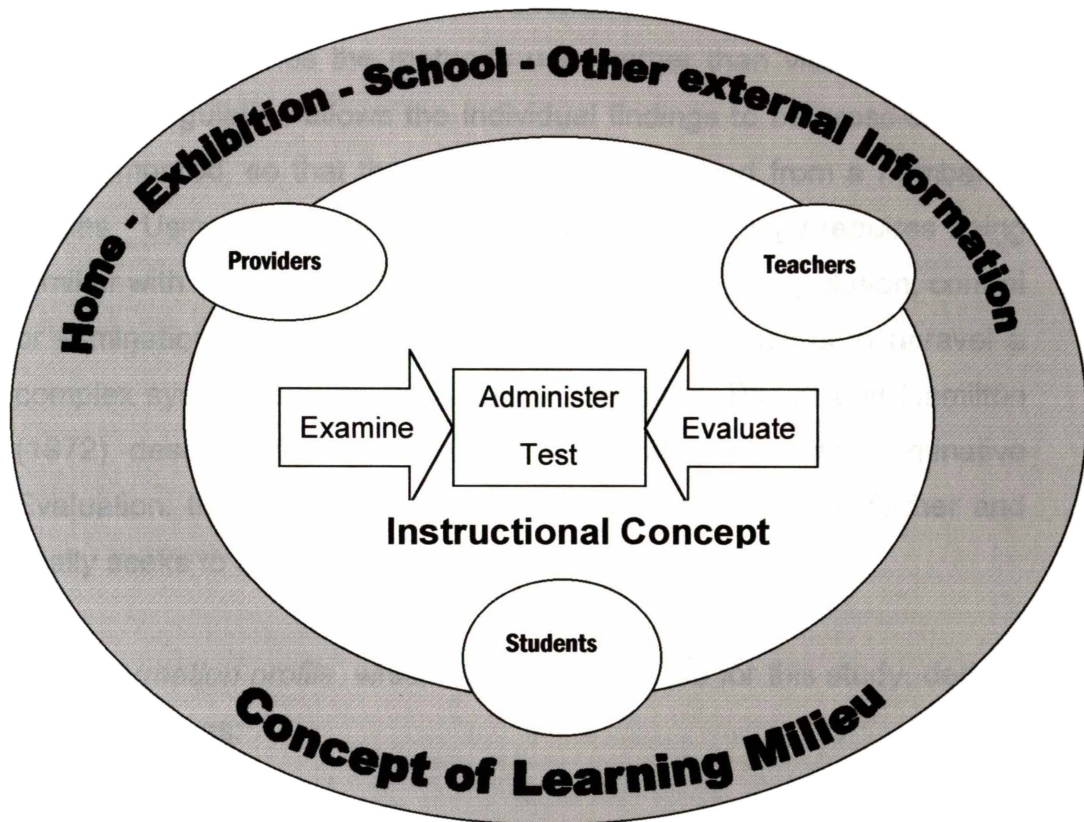 Home - Exhibition - School - Other external Information
Providers
Teachers
Examine
Administer
Test
Evaluate
Instructional Concept
Students
Concept of Learning Milieu